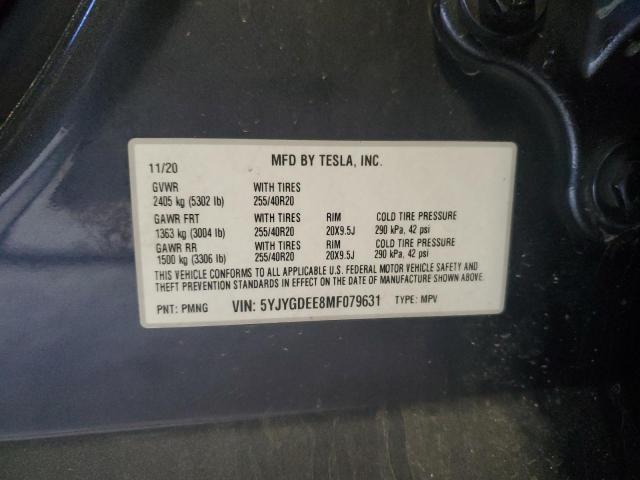 11/20 MFD BY TESLA, INC.
GVWR WITH TIRES
2405 kg (5302 lb) 255/40R20
GAWR FRT WITH TIRES RIM COLD TIRE PRESSURE
1363 kg (3004 lb) 255/40R20 20X9.5J 290 kPa, 42 psi
GAWR RR WITH TIRES RIM COLD TIRE PRESSURE
1500 kg (3306 lb) 255/40R20 20X9.5J 290 kPa, 42 psi
THIS VEHICLE CONFORMS TO ALL APPLICABLE U.S. FEDERAL MOTOR VEHICLE SAFETY AND
THEFT PREVENTION STANDARDS IN EFFECT ON THE DATE OF MANUFACTURE SHOWN ABOVE.
PNT: PMNG VIN: 5YJYGDEE8MF079631 TYPE: MPV